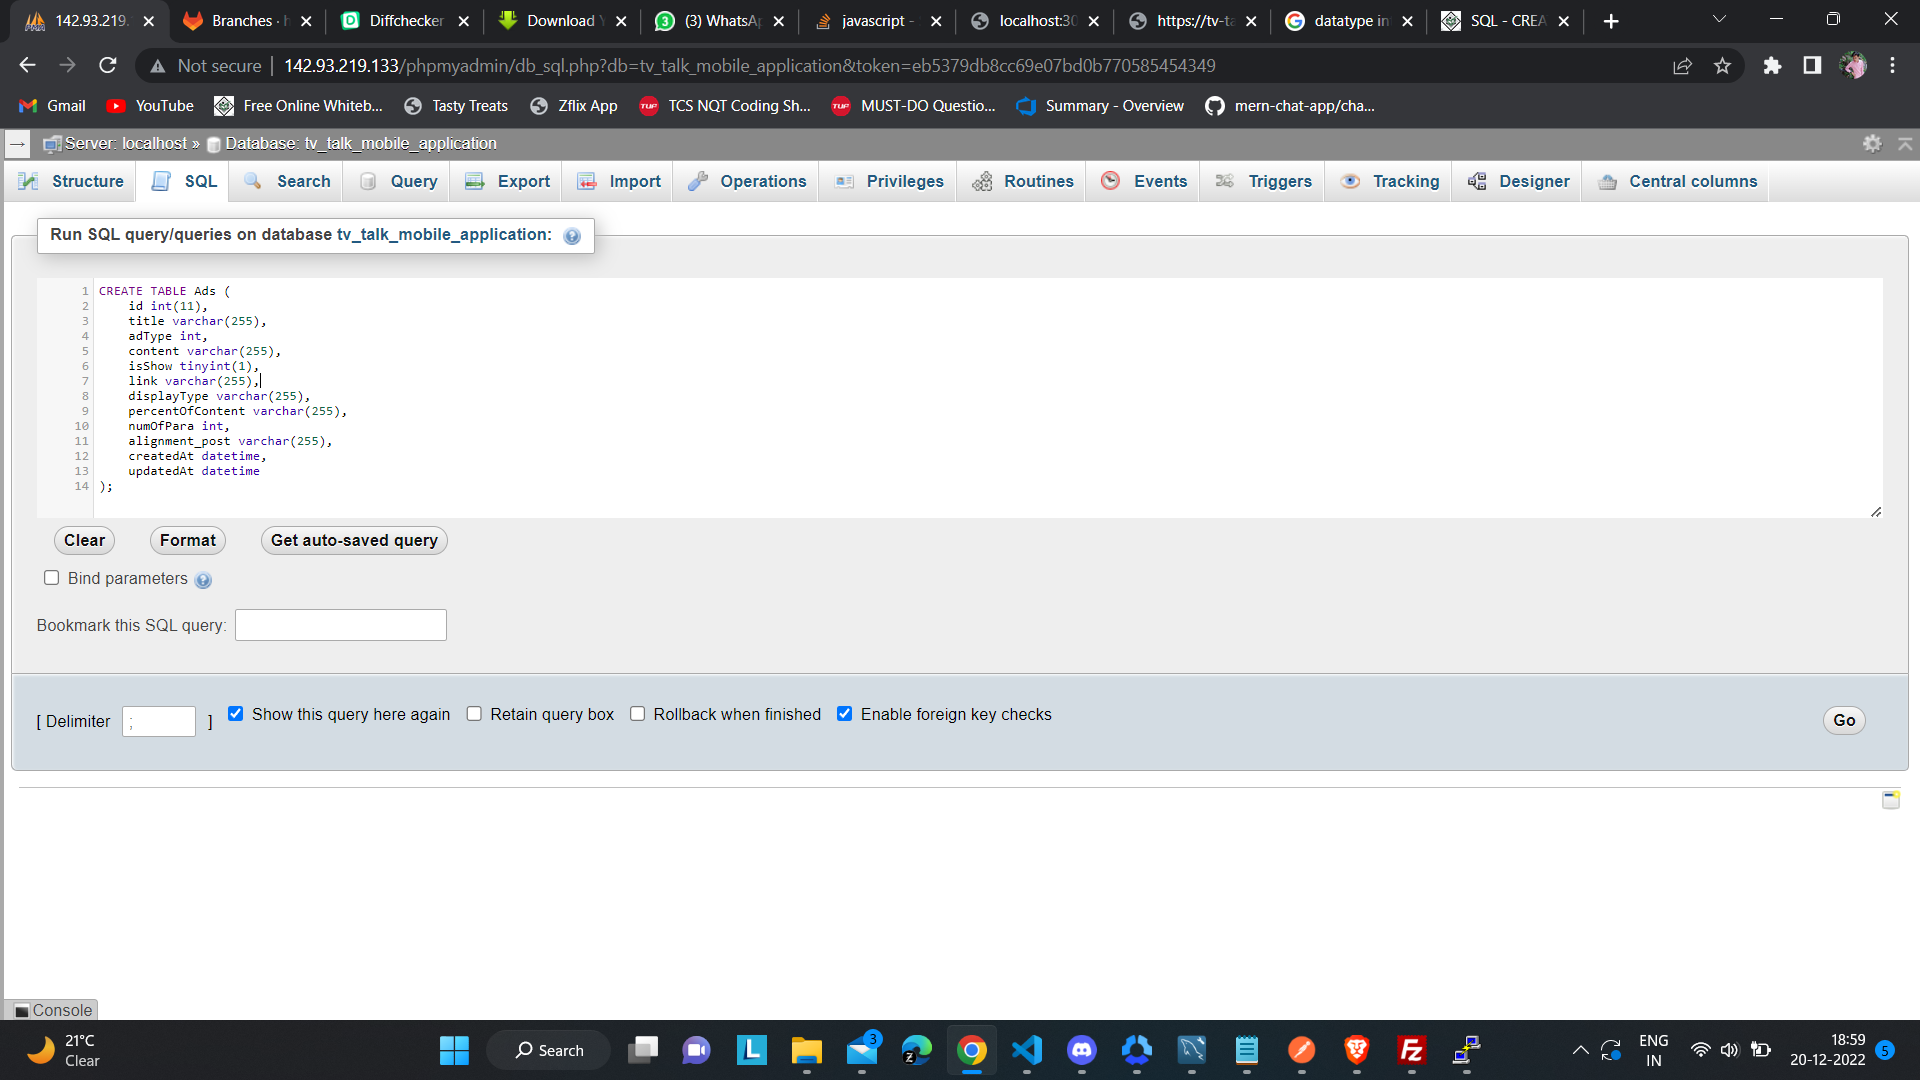 142.93.219.
Branches · h
Diffchecker
Download Y
(3) WhatsAp
javascript -
localhost:30
https://tv-ta
datatype in
SQL - CREA
Not secure
142.93.219.133/phpmyadmin/db_sql.php?db=tv_talk_mobile_application&token=eb5379db8cc69e07bd0b770585454349
Gmail
YouTube
Free Online Whiteb...
Tasty Treats
Zflix App
TCS NQT Coding Sh...
MUST-DO Questio...
Summary - Overview
mern-chat-app/cha...
Server: localhost » Database: tv_talk_mobile_application
Structure
SQL
Search
Query
Export
Import
Operations
Privileges
Routines
Events
Triggers
Tracking
Designer
Central columns
Run SQL query/queries on database tv_talk_mobile_application:
1 CREATE TABLE Ads (
2 id int(11),
3 title varchar(255),
4 adType int,
5 content varchar(255),
6 isShow tinyint(1),
7 link varchar(255),
8 displayType varchar(255),
9 percentOfContent varchar(255),
10 numOfPara int,
11 alignment_post varchar(255),
12 createdAt datetime,
13 updatedAt datetime
14 );
Clear
Format
Get auto-saved query
Bind parameters
Bookmark this SQL query:
[ Delimiter ; ]
Show this query here again
Retain query box
Rollback when finished
Enable foreign key checks
Go
Console
21°C
Clear
Search
3
ENG
IN
18:59
20-12-2022
5